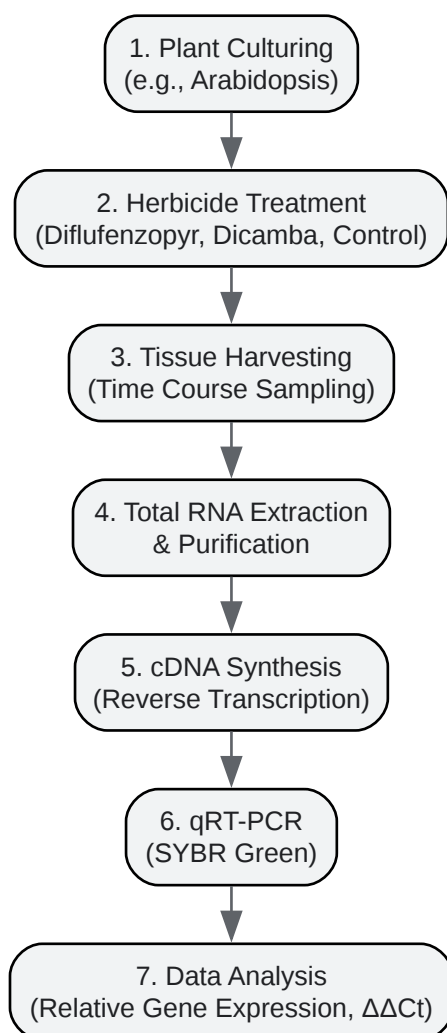 1. Plant Culturing
(e.g., Arabidopsis)
2. Herbicide Treatment
(Diflufenzopyr, Dicamba, Control)
3. Tissue Harvesting
(Time Course Sampling)
4. Total RNA Extraction
& Purification
5. cDNA Synthesis
(Reverse Transcription)
6. qRT-PCR
(SYBR Green)
7. Data Analysis
(Relative Gene Expression, ΔΔCt)